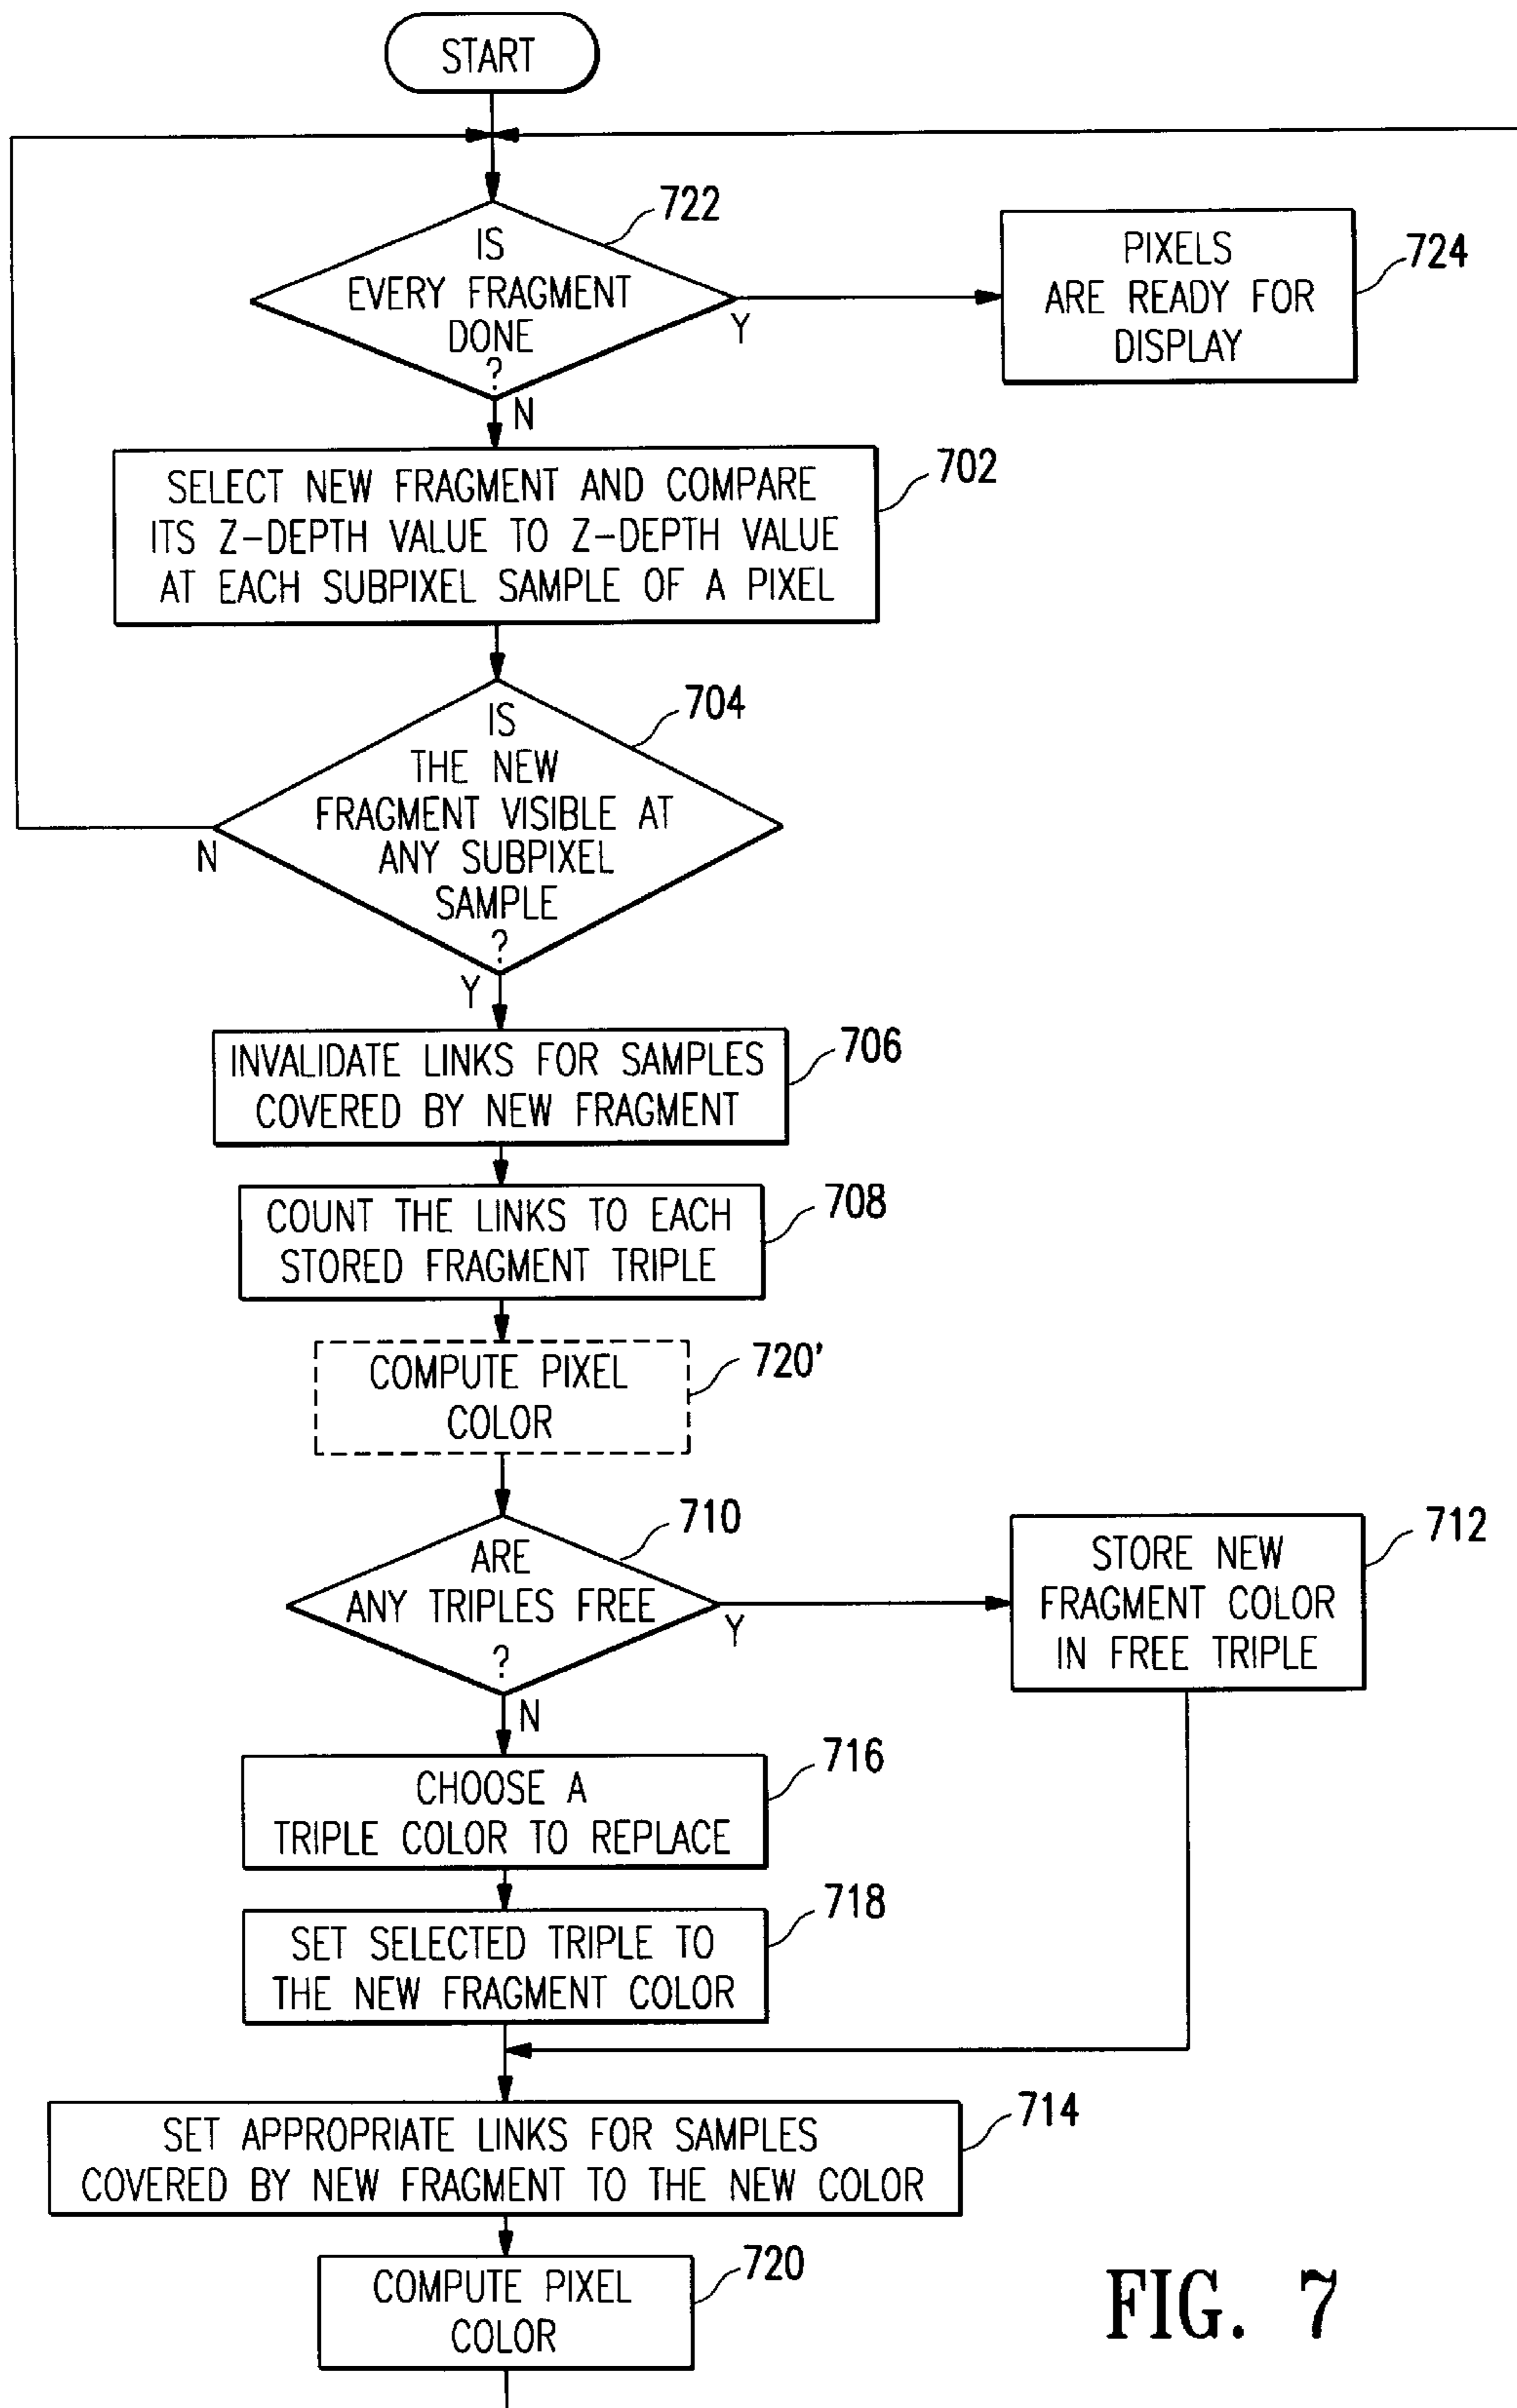 START
722
IS
EVERY FRAGMENT
DONE
?
Y
N
PIXELS
ARE READY FOR
DISPLAY
724
702
SELECT NEW FRAGMENT AND COMPARE
ITS Z-DEPTH VALUE TO Z-DEPTH VALUE
AT EACH SUBPIXEL SAMPLE OF A PIXEL
704
IS
THE NEW
FRAGMENT VISIBLE AT
ANY SUBPIXEL
SAMPLE
?
N
Y
706
INVALIDATE LINKS FOR SAMPLES
COVERED BY NEW FRAGMENT
708
COUNT THE LINKS TO EACH
STORED FRAGMENT TRIPLE
720'
COMPUTE PIXEL
COLOR
710
ARE
ANY TRIPLES FREE
?
Y
N
712
STORE NEW
FRAGMENT COLOR
IN FREE TRIPLE
716
CHOOSE A
TRIPLE COLOR TO REPLACE
718
SET SELECTED TRIPLE TO
THE NEW FRAGMENT COLOR
714
SET APPROPRIATE LINKS FOR SAMPLES
COVERED BY NEW FRAGMENT TO THE NEW COLOR
720
COMPUTE PIXEL
COLOR
FIG. 7